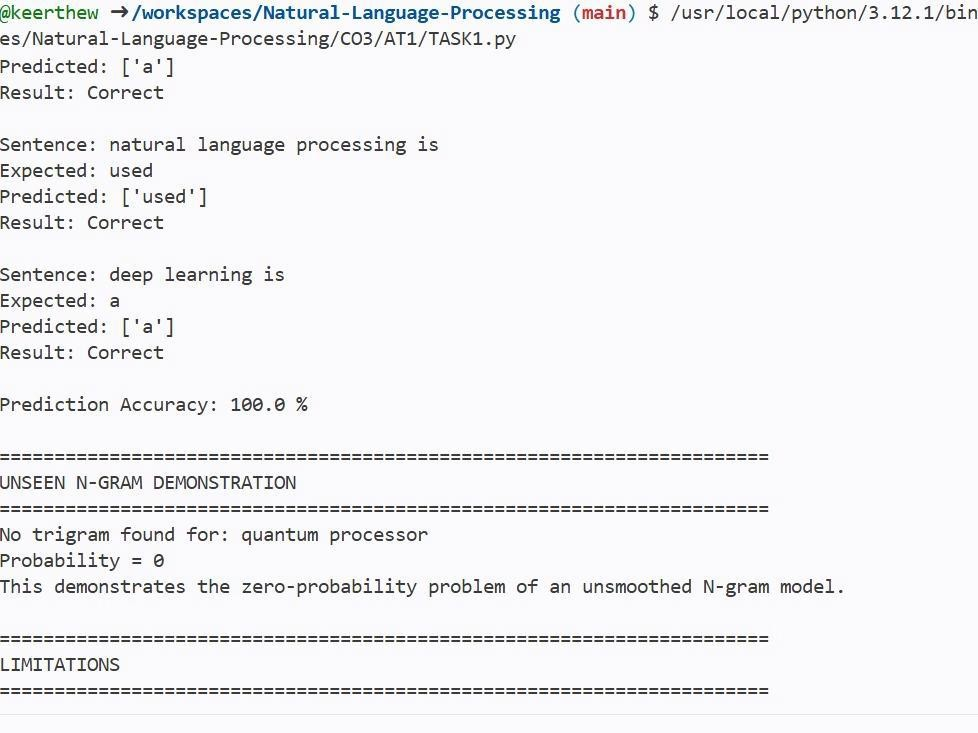 @keerthew ➜/workspaces/Natural-Language-Processing (main) $ /usr/local/python/3.12.1/bin
es/Natural-Language-Processing/CO3/AT1/TASK1.py
Predicted: ['a']
Result: Correct
Sentence: natural language processing is
Expected: used
Predicted: ['used']
Result: Correct
Sentence: deep learning is
Expected: a
Predicted: ['a']
Result: Correct
Prediction Accuracy: 100.0 %
======================================================================
UNSEEN N-GRAM DEMONSTRATION
======================================================================
No trigram found for: quantum processor
Probability = 0
This demonstrates the zero-probability problem of an unsmoothed N-gram model.
======================================================================
LIMITATIONS
======================================================================